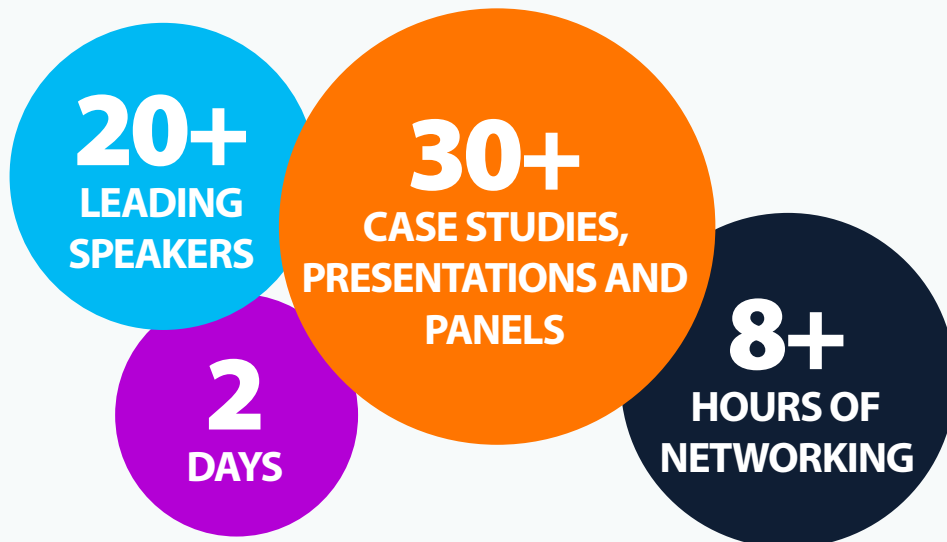 20+
LEADING
SPEAKERS
30+
CASE STUDIES,
PRESENTATIONS AND
PANELS
2
DAYS
8+
HOURS OF
NETWORKING